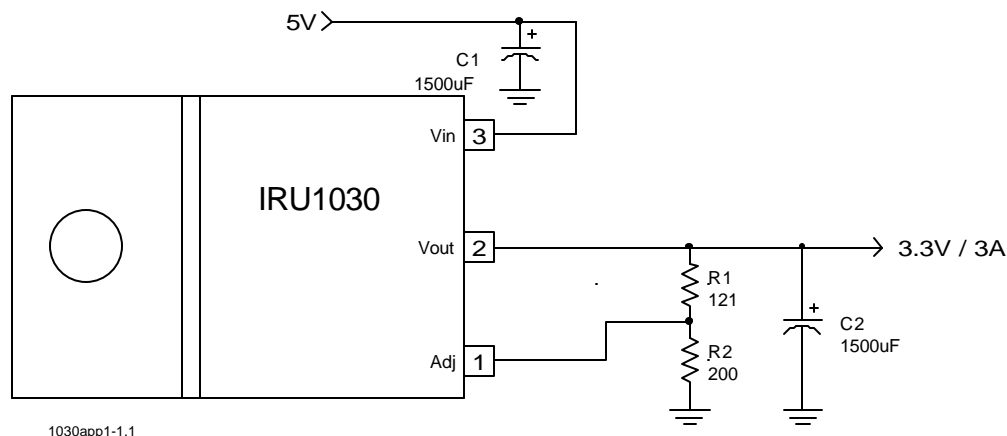 5V
+
C1
1500uF
Vin 3
IRU1030
Vout 2
3.3V / 3A
R1
121
+
C2
1500uF
Adj 1
R2
200
1030app1-1.1